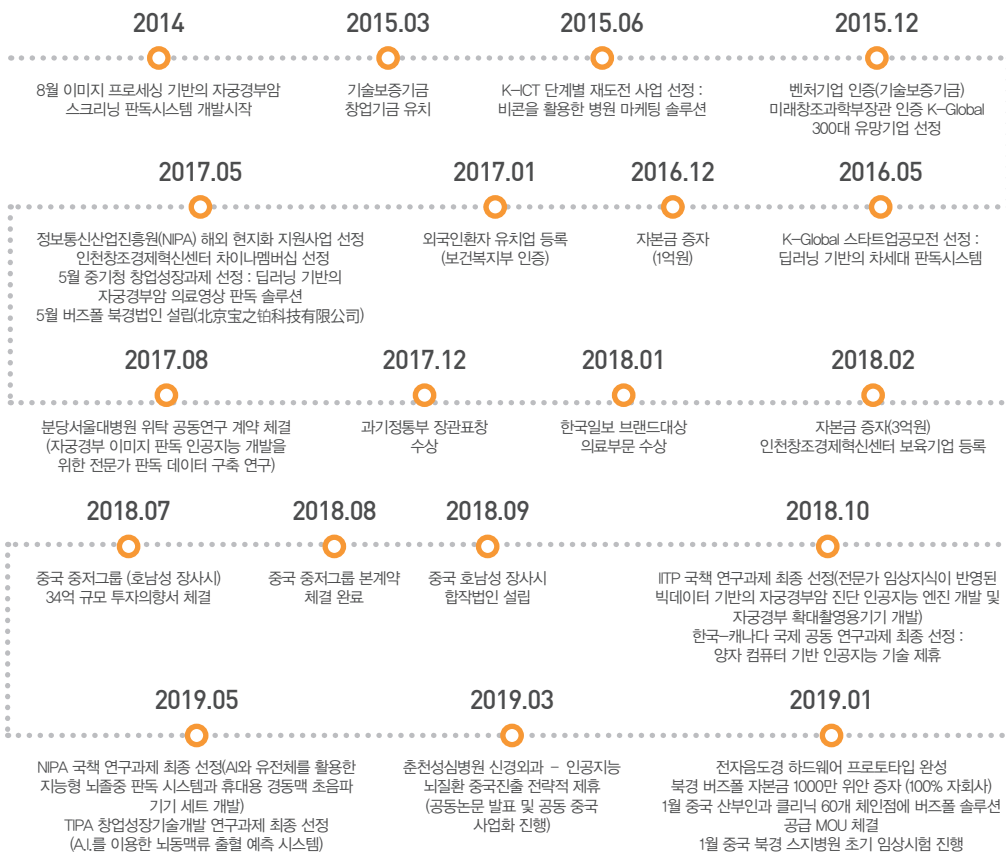 2014
8월 이미지 프로세싱 기반의 자궁경부암
스크리닝 판독시스템 개발시작
2015.03
기술보증기금
창업기금 유치
2015.06
K-ICT 단계별 재도전 사업 선정 :
비콘을 활용한 병원 마케팅 솔루션
2015.12
벤처기업 인증(기술보증기금)
미래창조과학부장관 인증 K-Global
300대 유망기업 선정
2017.05
정보통신산업진흥원(NIPA) 해외 현지화 지원사업 선정
인천창조경제혁신센터 차이나멤버십 선정
5월 중기청 창업성장과제 선정 : 딥러닝 기반의
자궁경부암 의료영상 판독 솔루션
5월 버즈폴 북경법인 설립(北京宝之铂科技有限公司)
2017.01
외국인환자 유치업 등록
(보건복지부 인증)
2016.12
자본금 증자
(1억원)
2016.05
K-Global 스타트업공모전 선정 :
딥러닝 기반의 차세대 판독시스템
2017.08
분당서울대병원 위탁 공동연구 계약 체결
(자궁경부 이미지 판독 인공지능 개발을
위한 전문가 판독 데이터 구축 연구)
2017.12
과기정통부 장관표창
수상
2018.01
한국일보 브랜드대상
의료부문 수상
2018.02
자본금 증자(3억원)
인천창조경제혁신센터 보육기업 등록
2018.07
중국 중저그룹 (호남성 장사시)
34억 규모 투자의향서 체결
2018.08
중국 중저그룹 본계약
체결 완료
2018.09
중국 호남성 장사시
합작법인 설립
2018.10
IITP 국책 연구과제 최종 선정(전문가 임상지식이 반영된
빅데이터 기반의 자궁경부암 진단 인공지능 엔진 개발 및
자궁경부 확대촬영용기기 개발)
한국-캐나다 국제 공동 연구과제 최종 선정 :
양자 컴퓨터 기반 인공지능 기술 제휴
2019.05
NIPA 국책 연구과제 최종 선정(AI와 유전체를 활용한
지능형 뇌졸중 판독 시스템과 휴대용 경동맥 초음파
기기 세트 개발)
TIPA 창업성장기술개발 연구과제 최종 선정
(A.I.를 이용한 뇌동맥류 출혈 예측 시스템)
2019.03
춘천성심병원 신경외과 - 인공지능
뇌질환 중국진출 전략적 제휴
(공동논문 발표 및 공동 중국
사업화 진행)
2019.01
전자음도경 하드웨어 프로토타입 완성
북경 버즈폴 자본금 1000만 위안 증자 (100% 자회사)
1월 중국 산부인과 클리닉 60개 체인점에 버즈폴 솔루션
공급 MOU 체결
1월 중국 북경 스지병원 초기 임상시험 진행